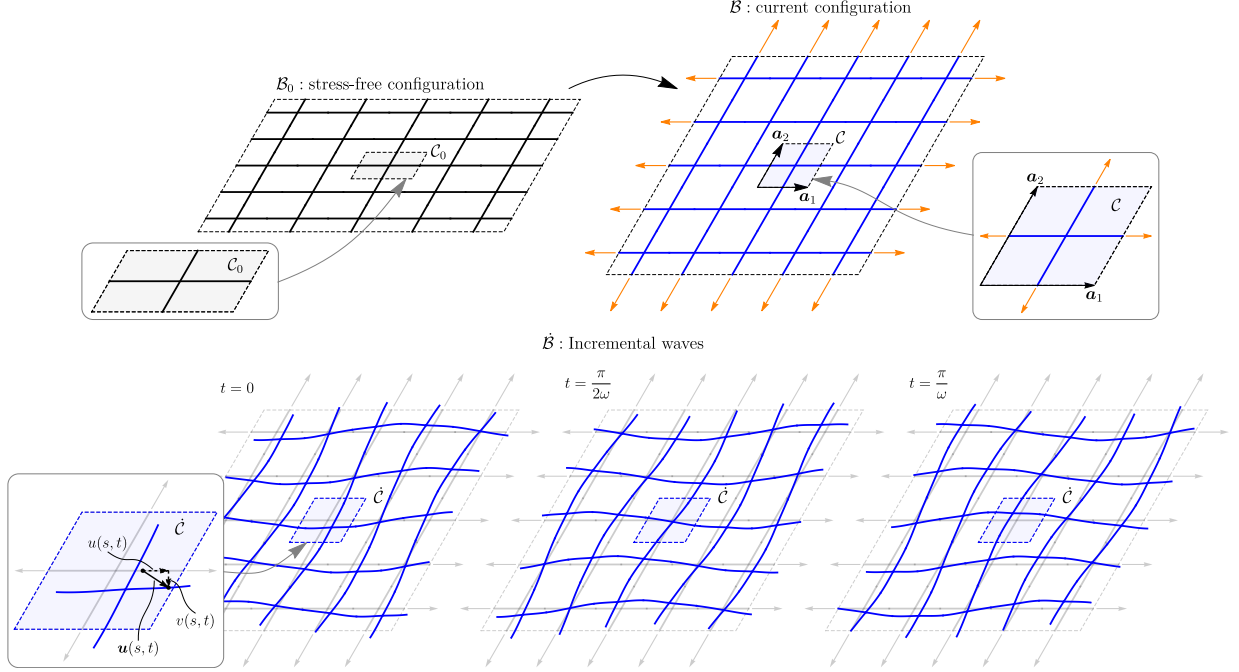 ℬ : current configuration
ℬ₀ : stress-free configuration
𝒞₀
𝒞₀
a₂
𝒞
a₁
a₂
𝒞
a₁
ℬ̇ : Incremental waves
t = 0
t = π/2ω
t = π/ω
𝒞̇
𝒞̇
𝒞̇
𝒞̇
u(s, t)
v(s, t)
u(s, t)